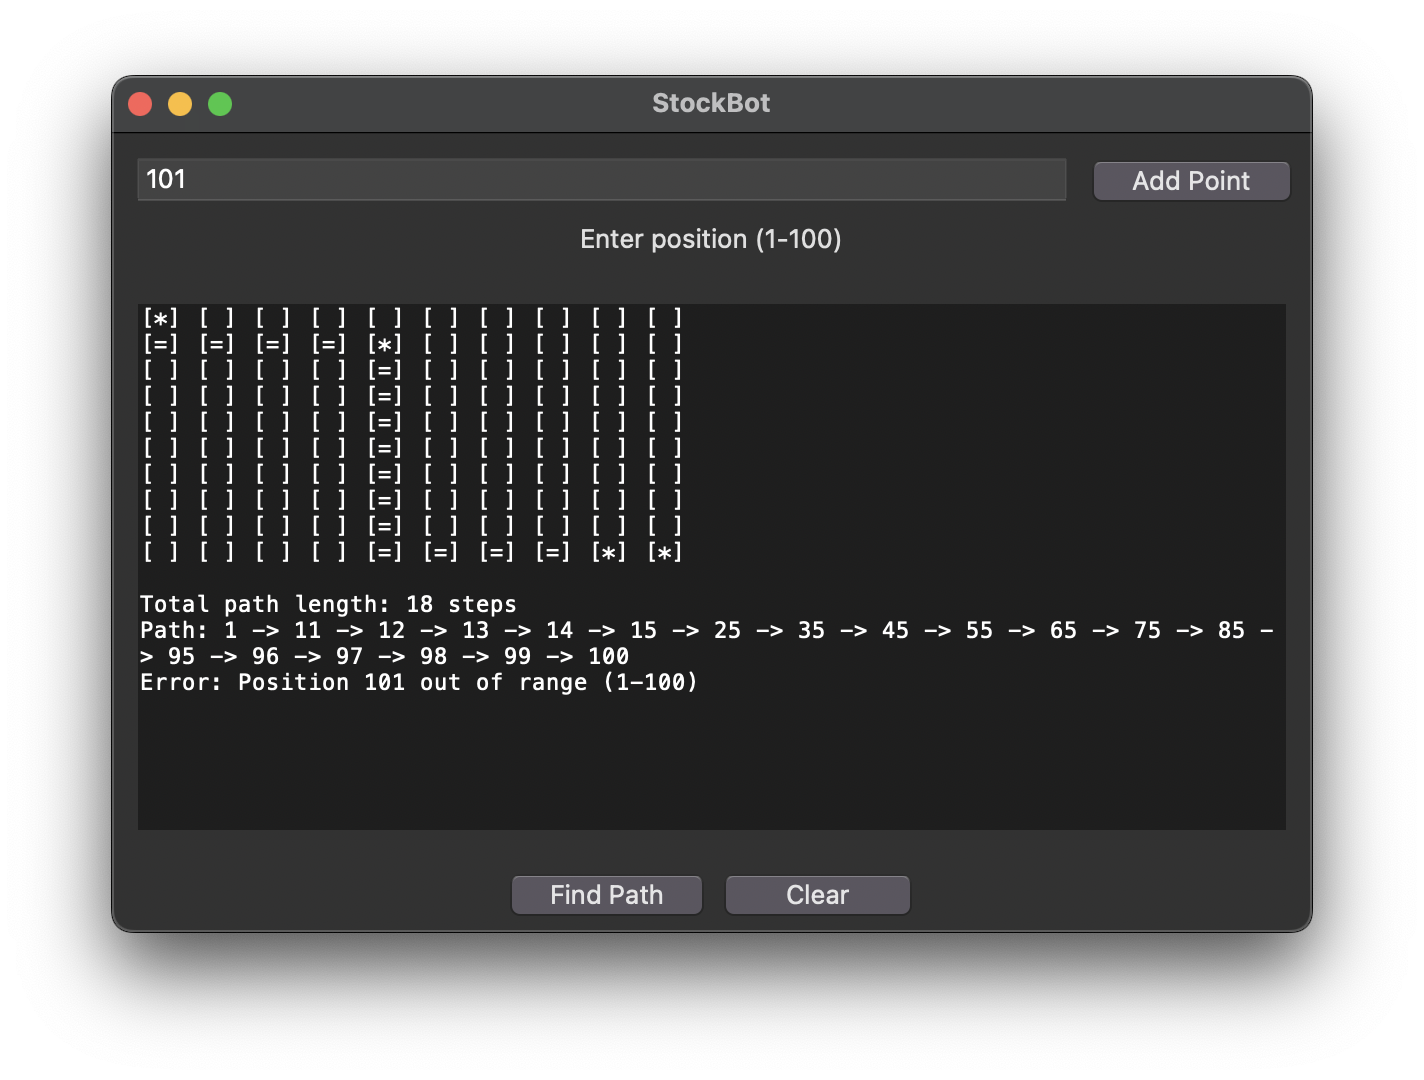 StockBot
101
Add Point
Enter position (1-100)
[*] [ ] [ ] [ ] [ ] [ ] [ ] [ ] [ ] [ ]
[=] [=] [=] [=] [*] [ ] [ ] [ ] [ ] [ ]
[ ] [ ] [ ] [ ] [=] [ ] [ ] [ ] [ ] [ ]
[ ] [ ] [ ] [ ] [=] [ ] [ ] [ ] [ ] [ ]
[ ] [ ] [ ] [ ] [=] [ ] [ ] [ ] [ ] [ ]
[ ] [ ] [ ] [ ] [=] [ ] [ ] [ ] [ ] [ ]
[ ] [ ] [ ] [ ] [=] [ ] [ ] [ ] [ ] [ ]
[ ] [ ] [ ] [ ] [=] [ ] [ ] [ ] [ ] [ ]
[ ] [ ] [ ] [ ] [=] [ ] [ ] [ ] [ ] [ ]
[ ] [ ] [ ] [ ] [=] [=] [=] [=] [*] [*]
Total path length: 18 steps
Path: 1 -> 11 -> 12 -> 13 -> 14 -> 15 -> 25 -> 35 -> 45 -> 55 -> 65 -> 75 -> 85 -
> 95 -> 96 -> 97 -> 98 -> 99 -> 100
Error: Position 101 out of range (1-100)
Find Path
Clear